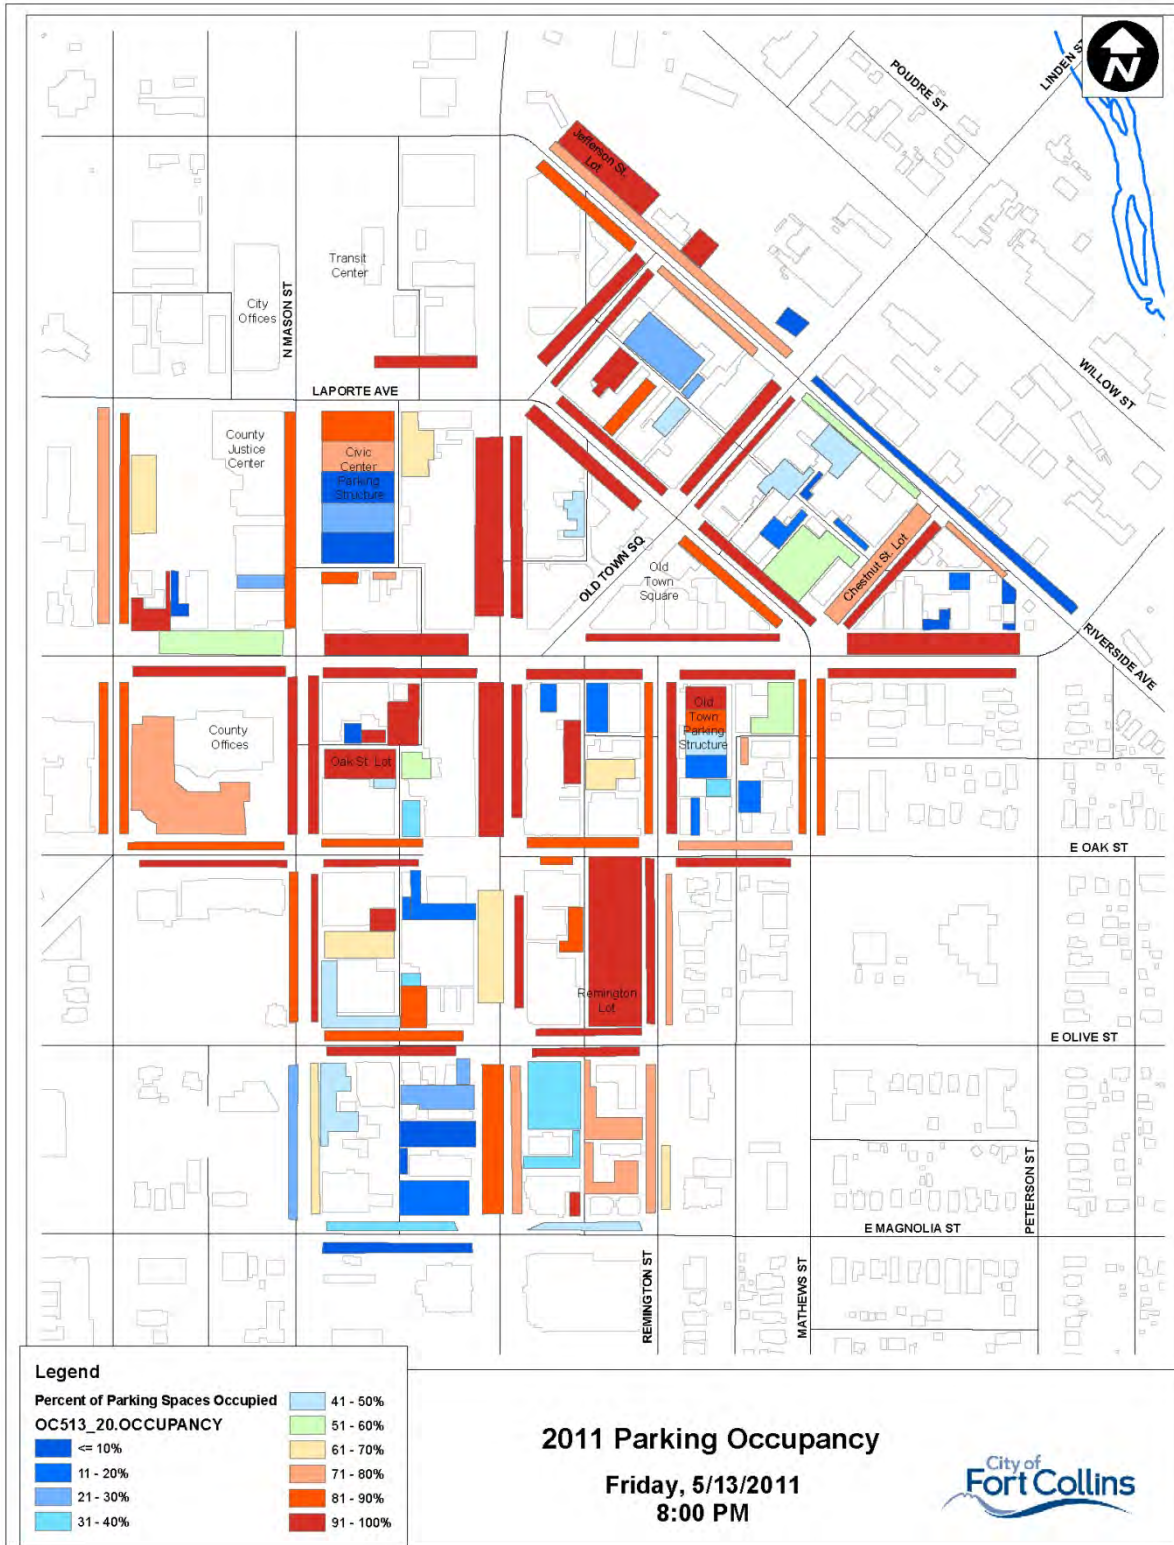 N
POUDRE ST
LINDEN ST
Jefferson St.
Lot
Transit
Center
City
Offices
N MASON ST
WILLOW ST
LAPORTE AVE
County
Justice
Center
Civic
Center
Parking
Structure
OLD TOWN SQ
Old
Town
Square
Chestnut St. Lot
RIVERSIDE AVE
County
Offices
Oak St. Lot
Old
Town
Parking
Structure
E OAK ST
Remington
Lot
E OLIVE ST
PETERSON ST
E MAGNOLIA ST
REMINGTON ST
MATHEWS ST
Legend
Percent of Parking Spaces Occupied
OC513_20.OCCUPANCY
<= 10%
11 - 20%
21 - 30%
31 - 40%
41 - 50%
51 - 60%
61 - 70%
71 - 80%
81 - 90%
91 - 100%
2011 Parking Occupancy
Friday, 5/13/2011
8:00 PM
City of
Fort Collins